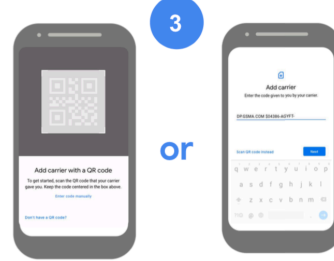 3
Add carrier with a QR code
To get started, scan the QR code that your carrier
gave you. Keep the code centered in the box above.
Enter code manually
Don't have a QR code?
or
Add carrier
Enter the code given to you by your carrier.
Scan QR code instead
Next
q w e r t y u i o p
a s d f g h j k l
z x c v b n m